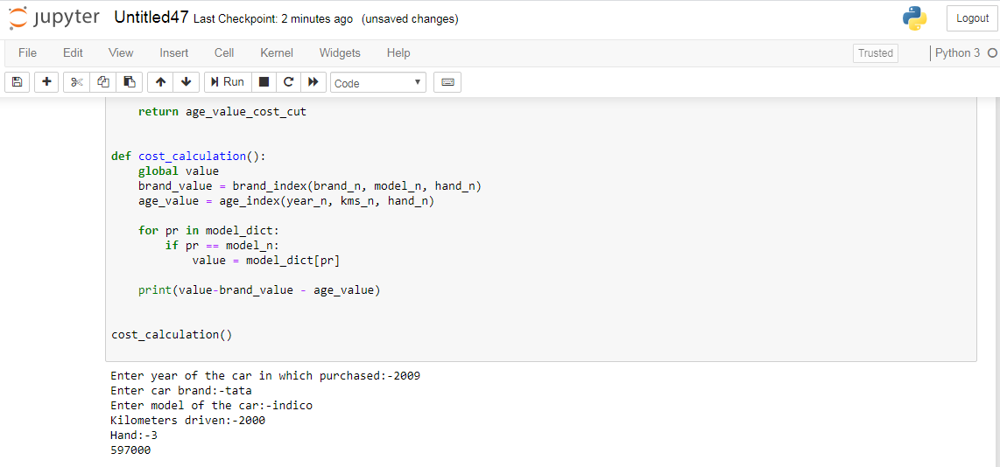 jupyter Untitled47 Last Checkpoint: 2 minutes ago (unsaved changes) Logout
File Edit View Insert Cell Kernel Widgets Help Trusted Python 3
Run Code
return age_value_cost_cut
def cost_calculation():
global value
brand_value = brand_index(brand_n, model_n, hand_n)
age_value = age_index(year_n, kms_n, hand_n)
for pr in model_dict:
if pr == model_n:
value = model_dict[pr]
print(value-brand_value - age_value)
cost_calculation()
Enter year of the car in which purchased:-2009
Enter car brand:-tata
Enter model of the car:-indico
Kilometers driven:-2000
Hand:-3
597000